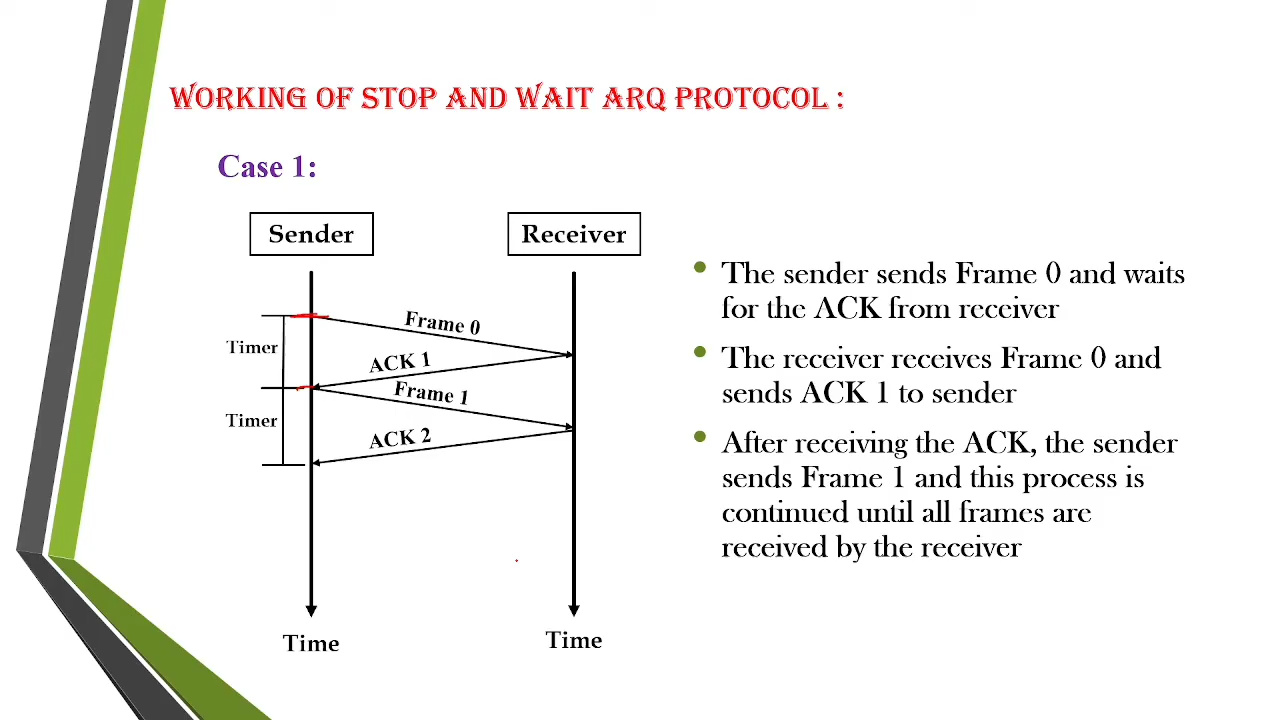 WORKING OF STOP AND WAIT ARQ PROTOCOL :
Case 1:
Sender
Receiver
Frame 0
Timer
ACK 1
Frame 1
Timer
ACK 2
Time
Time
• The sender sends Frame 0 and waits
for the ACK from receiver
• The receiver receives Frame 0 and
sends ACK 1 to sender
• After receiving the ACK, the sender
sends Frame 1 and this process is
continued until all frames are
received by the receiver